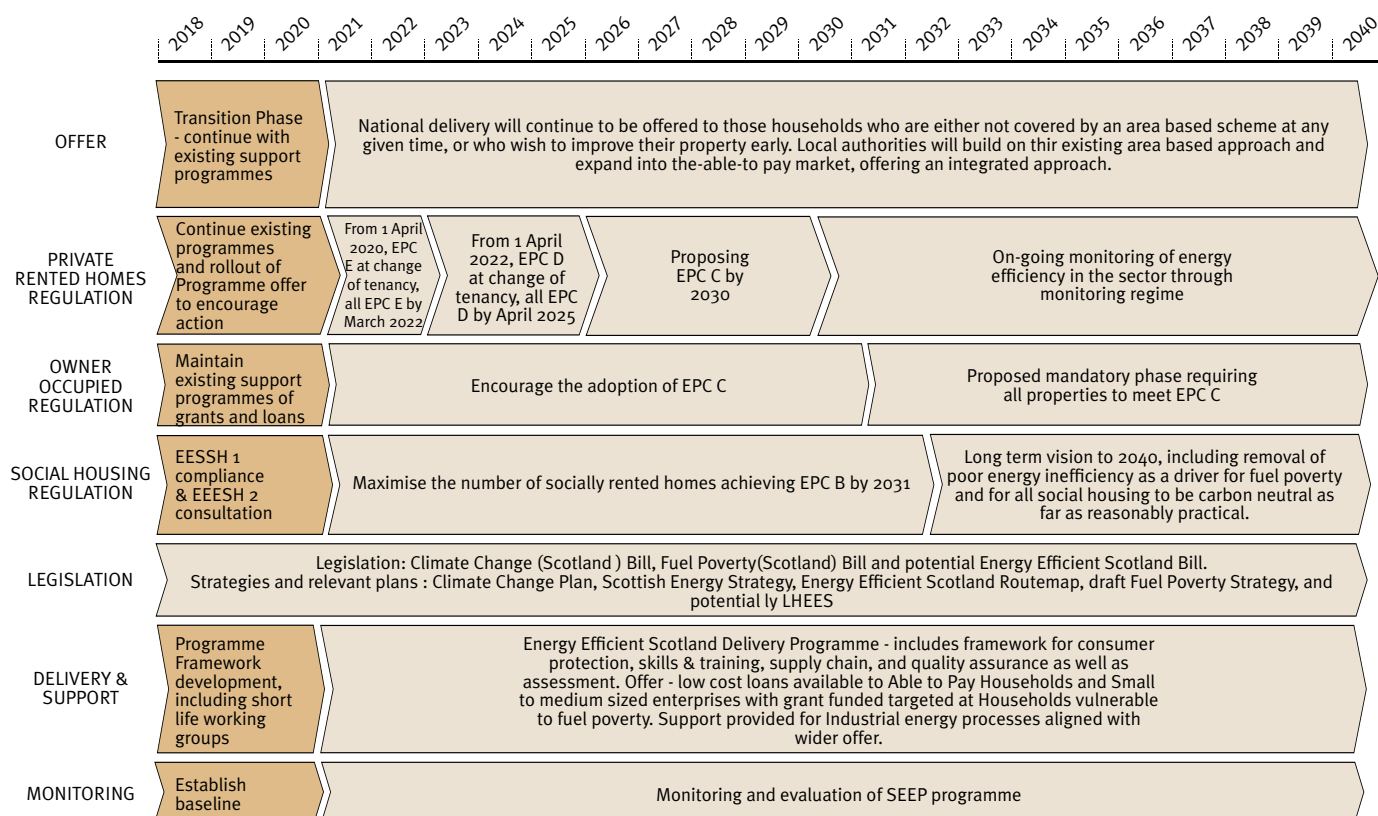 2018 2019 2020 2021 2022 2023 2024 2025 2026 2027 2028 2029 2030 2031 2032 2033 2034 2035 2036 2037 2038 2039 2040
OFFER
Transition Phase
- continue with
existing support
programmes
National delivery will continue to be offered to those households who are either not covered by an area based scheme at any
given time, or who wish to improve their property early. Local authorities will build on thir existing area based approach and
expand into the-able-to pay market, offering an integrated approach.
PRIVATE
RENTED HOMES
REGULATION
Continue existing
programmes
and rollout of
Programme offer
to encourage
action
From 1 April
2020, EPC
E at change
of tenancy,
all EPC E by
March 2022
From 1 April
2022, EPC D
at change of
tenancy, all EPC
D by April 2025
Proposing
EPC C by
2030
On-going monitoring of energy
efficiency in the sector through
monitoring regime
OWNER
OCCUPIED
REGULATION
Maintain
existing support
programmes of
grants and loans
Encourage the adoption of EPC C
Proposed mandatory phase requiring
all properties to meet EPC C
SOCIAL HOUSING
REGULATION
EESSH 1
compliance
& EEESH 2
consultation
Maximise the number of socially rented homes achieving EPC B by 2031
Long term vision to 2040, including removal of
poor energy inefficiency as a driver for fuel poverty
and for all social housing to be carbon neutral as
far as reasonably practical.
LEGISLATION
Legislation: Climate Change (Scotland ) Bill, Fuel Poverty(Scotland) Bill and potential Energy Efficient Scotland Bill.
Strategies and relevant plans : Climate Change Plan, Scottish Energy Strategy, Energy Efficient Scotland Routemap, draft Fuel Poverty Strategy, and
potential ly LHEES
DELIVERY &
SUPPORT
Programme
Framework
development,
including short
life working
groups
Energy Efficient Scotland Delivery Programme - includes framework for consumer
protection, skills & training, supply chain, and quality assurance as well as
assessment. Offer - low cost loans available to Able to Pay Households and Small
to medium sized enterprises with grant funded targeted at Households vulnerable
to fuel poverty. Support provided for Industrial energy processes aligned with
wider offer.
MONITORING
Establish
baseline
Monitoring and evaluation of SEEP programme